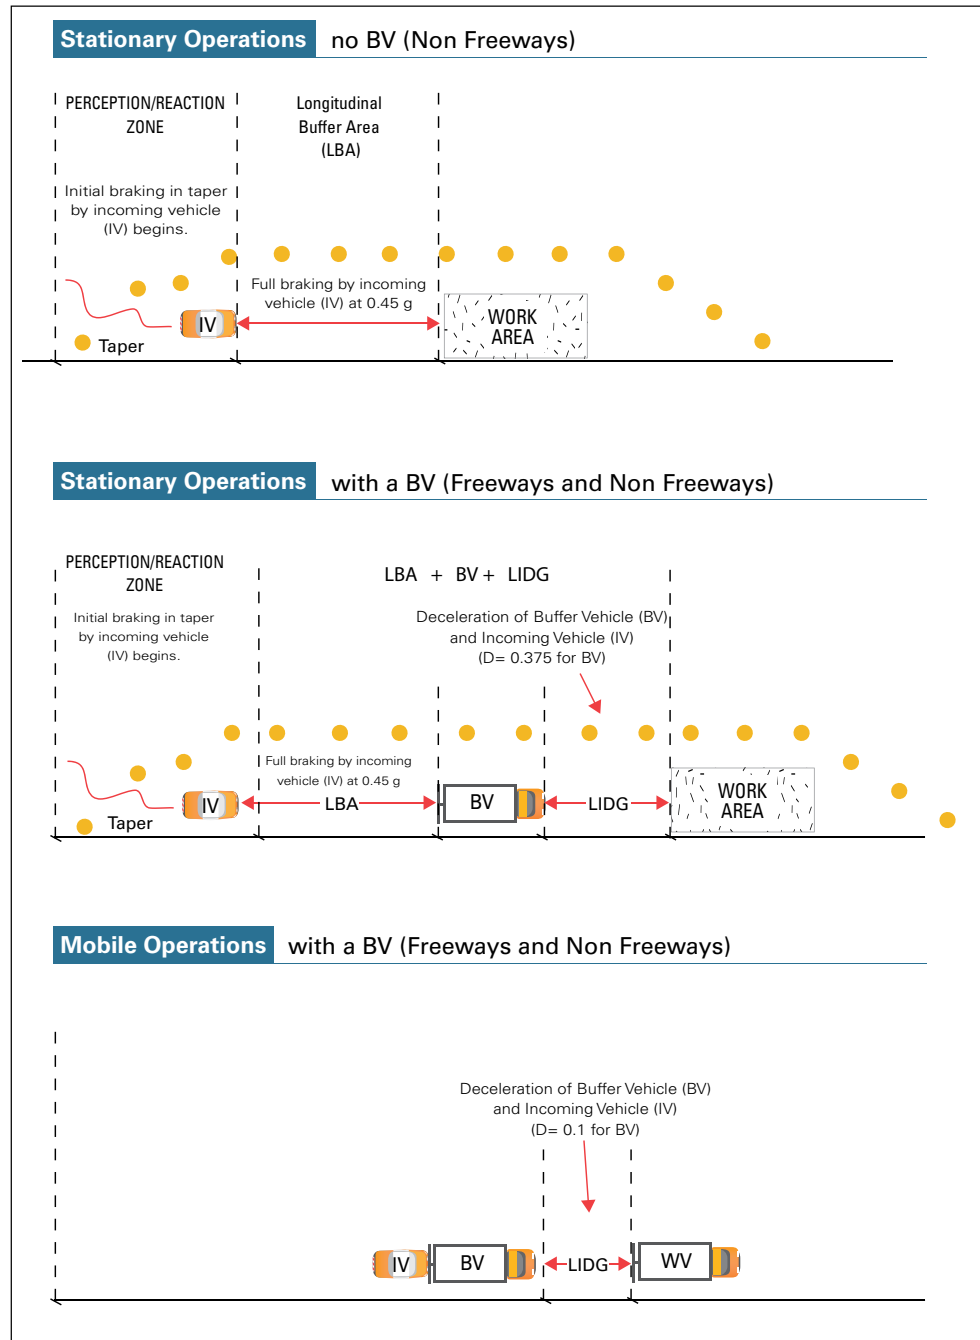 Stationary Operations no BV (Non Freeways)
PERCEPTION/REACTION
ZONE
Longitudinal
Buffer Area
(LBA)
Initial braking in taper
by incoming vehicle
(IV) begins.
Full braking by incoming
vehicle (IV) at 0.45 g
IV
Taper
WORK
AREA
Stationary Operations with a BV (Freeways and Non Freeways)
PERCEPTION/REACTION
ZONE
LBA + BV + LIDG
Initial braking in taper
by incoming vehicle
(IV) begins.
Deceleration of Buffer Vehicle (BV)
and Incoming Vehicle (IV)
(D= 0.375 for BV)
Full braking by incoming
vehicle (IV) at 0.45 g
IV
LBA
BV
LIDG
WORK
AREA
Taper
Mobile Operations with a BV (Freeways and Non Freeways)
Deceleration of Buffer Vehicle (BV)
and Incoming Vehicle (IV)
(D= 0.1 for BV)
IV
BV
LIDG
WV